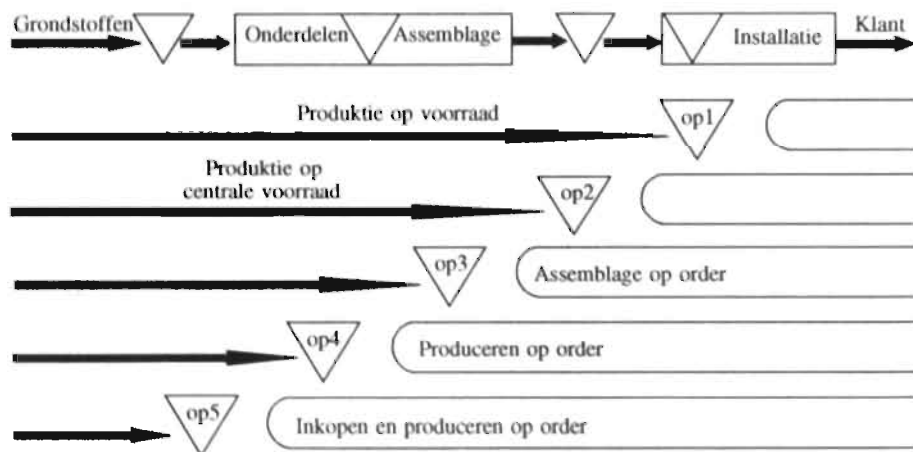 Grondstoffen
Onderdelen
Assemblage
Installatie
Klant
Produktie op voorraad
op1
Produktie op
centrale voorraad
op2
op3
Assemblage op order
op4
Produceren op order
op5
Inkopen en produceren op order